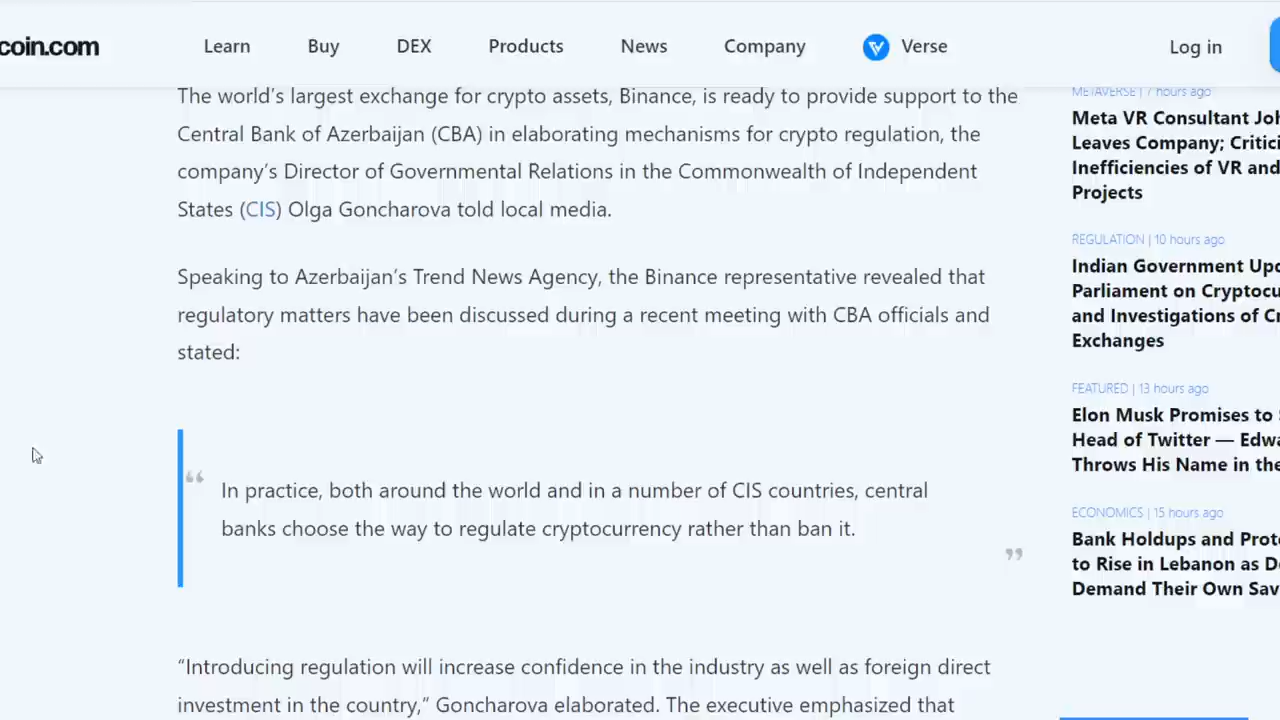 coin.com
Learn
Buy
DEX
Products
News
Company
Verse
Log in
The world's largest exchange for crypto assets, Binance, is ready to provide support to the
Central Bank of Azerbaijan (CBA) in elaborating mechanisms for crypto regulation, the
company's Director of Governmental Relations in the Commonwealth of Independent
States (CIS) Olga Goncharova told local media.
Speaking to Azerbaijan's Trend News Agency, the Binance representative revealed that
regulatory matters have been discussed during a recent meeting with CBA officials and
stated:
“
In practice, both around the world and in a number of CIS countries, central
banks choose the way to regulate cryptocurrency rather than ban it.
”
“Introducing regulation will increase confidence in the industry as well as foreign direct
investment in the country,” Goncharova elaborated. The executive emphasized that
METAVERSE | 7 hours ago
Meta VR Consultant
Leaves Company;
Inefficiencies of VR and
Projects
REGULATION | 10 hours ago
Indian Government
Parliament on
and Investigations of
Exchanges
FEATURED | 13 hours ago
Elon Musk Promises to
Head of Twitter —
Throws His Name in the
ECONOMICS | 15 hours ago
Bank Holdups and
to Rise in Lebanon as
Demand Their Own